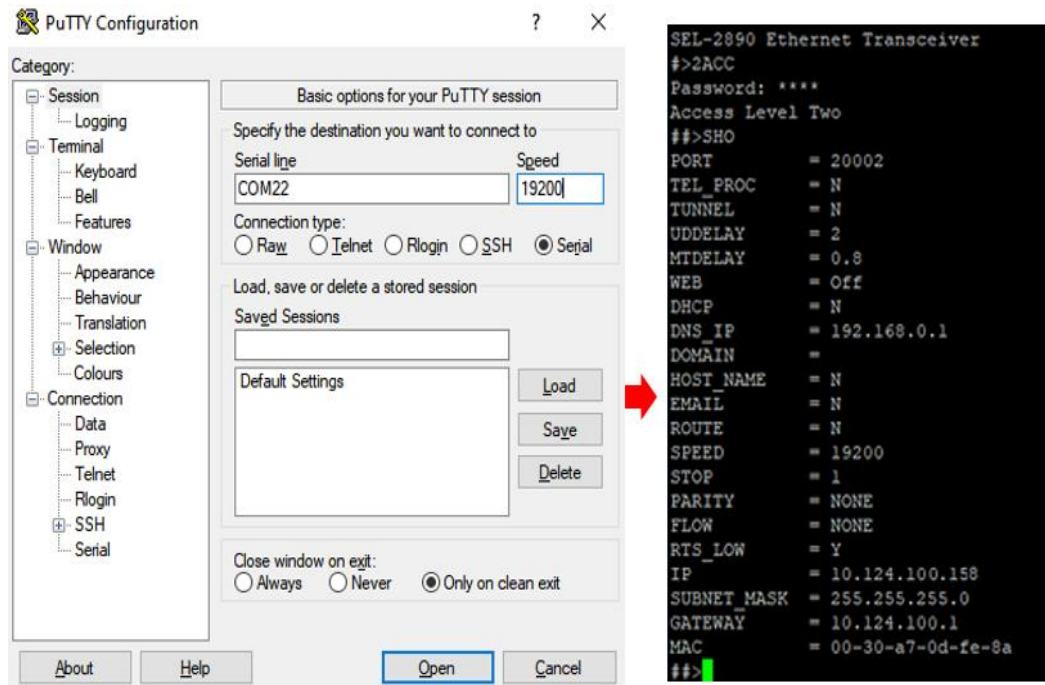 PuTTY Configuration ? ×
Category:
Session
Logging
Terminal
Keyboard
Bell
Features
Window
Appearance
Behaviour
Translation
Selection
Colours
Connection
Data
Proxy
Telnet
Rlogin
SSH
Serial
Basic options for your PuTTY session
Specify the destination you want to connect to
Serial line Speed
COM22 19200
Connection type:
Raw Telnet Rlogin SSH Serial
Load, save or delete a stored session
Saved Sessions
Default Settings
Load
Save
Delete
Close window on exit:
Always Never Only on clean exit
About Help Open Cancel
SEL-2890 Ethernet Transceiver
#>2ACC
Password: ****
Access Level Two
##>SHO
PORT = 20002
TEL_PROC = N
TUNNEL = N
UDDELAY = 2
MTDELAY = 0.8
WEB = Off
DHCP = N
DNS_IP = 192.168.0.1
DOMAIN =
HOST_NAME = N
EMAIL = N
ROUTE = N
SPEED = 19200
STOP = 1
PARITY = NONE
FLOW = NONE
RTS_LOW = Y
IP = 10.124.100.158
SUBNET_MASK = 255.255.255.0
GATEWAY = 10.124.100.1
MAC = 00-30-a7-0d-fe-8a
##>